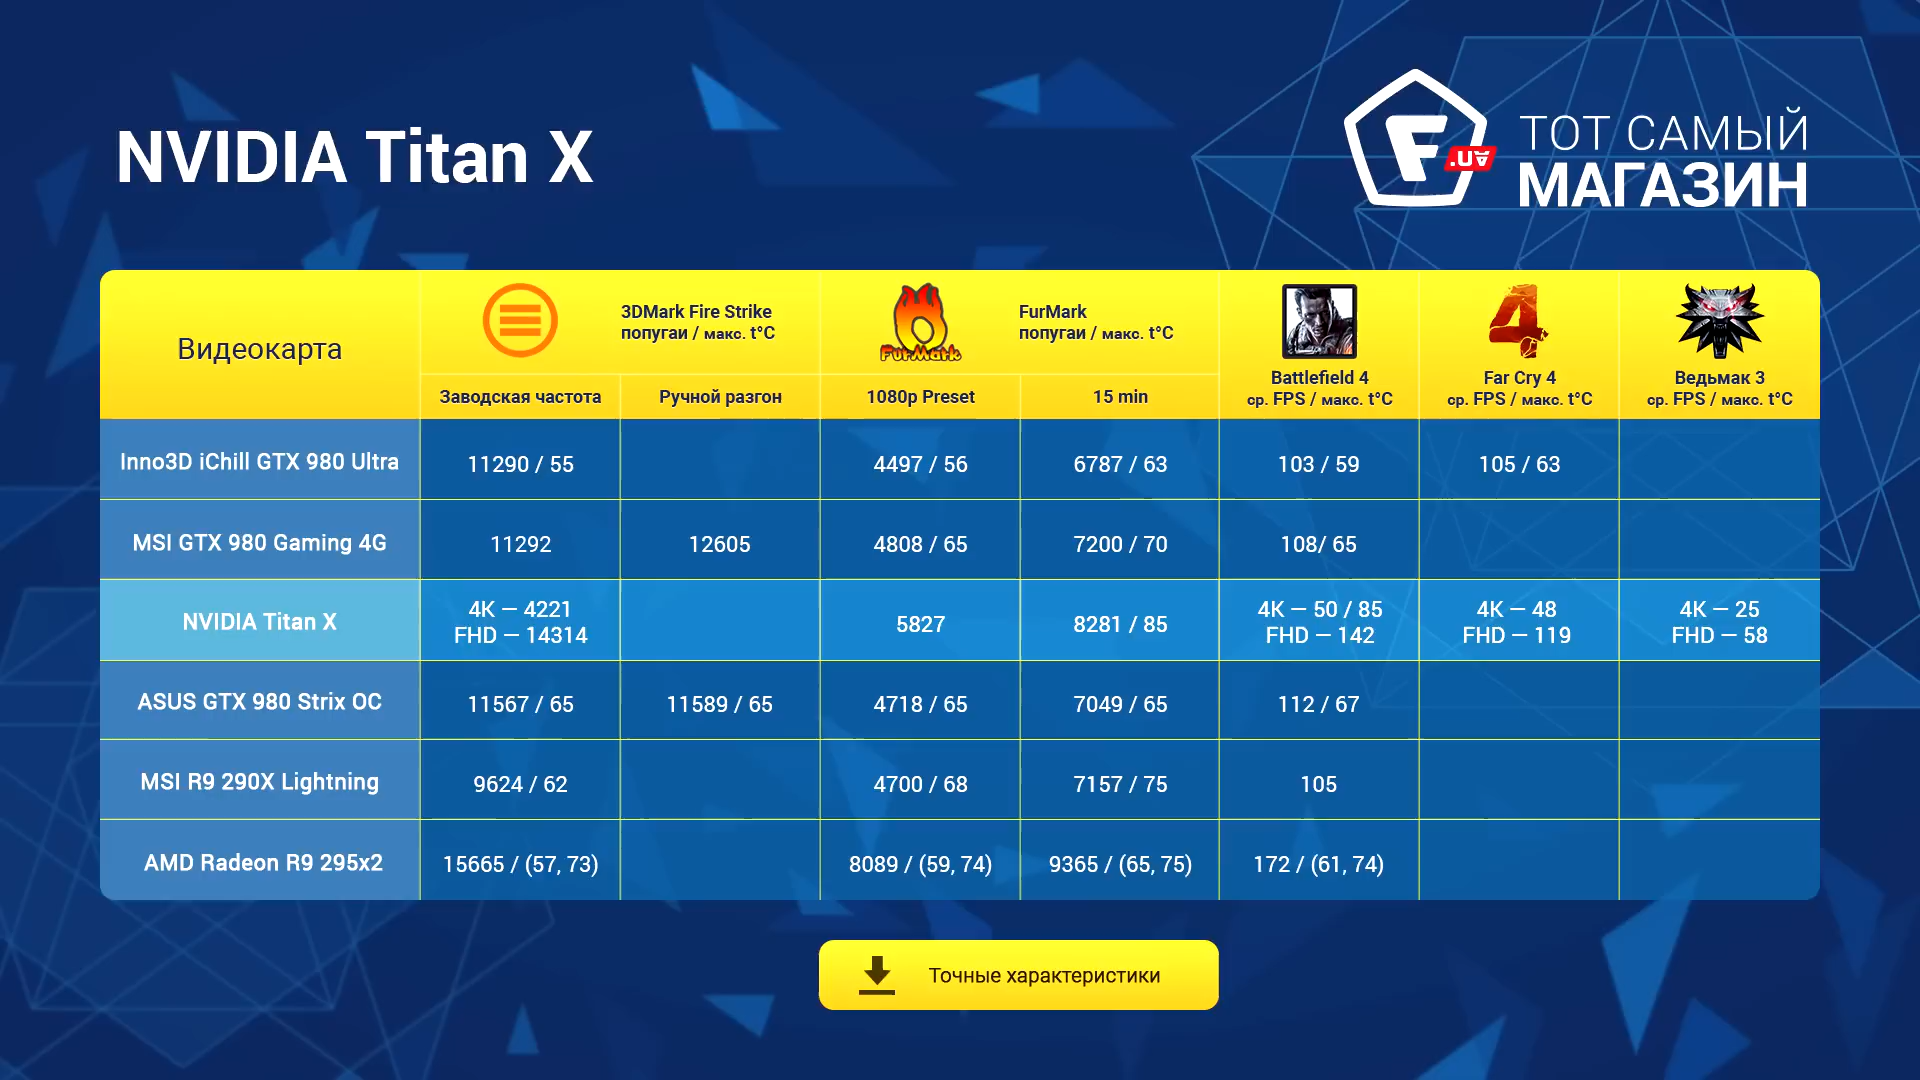 NVIDIA Titan X
F.UA
ТОТ САМЫЙ
МАГАЗИН
Видеокарта
3DMark Fire Strike
попугаи / макс. t°C
FurMark
FurMark
попугаи / макс. t°C
Battlefield 4
ср. FPS / макс. t°C
Far Cry 4
ср. FPS / макс. t°C
Ведьмак 3
ср. FPS / макс. t°C
Заводская частота
Ручной разгон
1080p Preset
15 min
Inno3D iChill GTX 980 Ultra
11290 / 55
4497 / 56
6787 / 63
103 / 59
105 / 63
MSI GTX 980 Gaming 4G
11292
12605
4808 / 65
7200 / 70
108/ 65
NVIDIA Titan X
4K — 4221
FHD — 14314
5827
8281 / 85
4K — 50 / 85
FHD — 142
4K — 48
FHD — 119
4K — 25
FHD — 58
ASUS GTX 980 Strix OC
11567 / 65
11589 / 65
4718 / 65
7049 / 65
112 / 67
MSI R9 290X Lightning
9624 / 62
4700 / 68
7157 / 75
105
AMD Radeon R9 295x2
15665 / (57, 73)
8089 / (59, 74)
9365 / (65, 75)
172 / (61, 74)
Точные характеристики